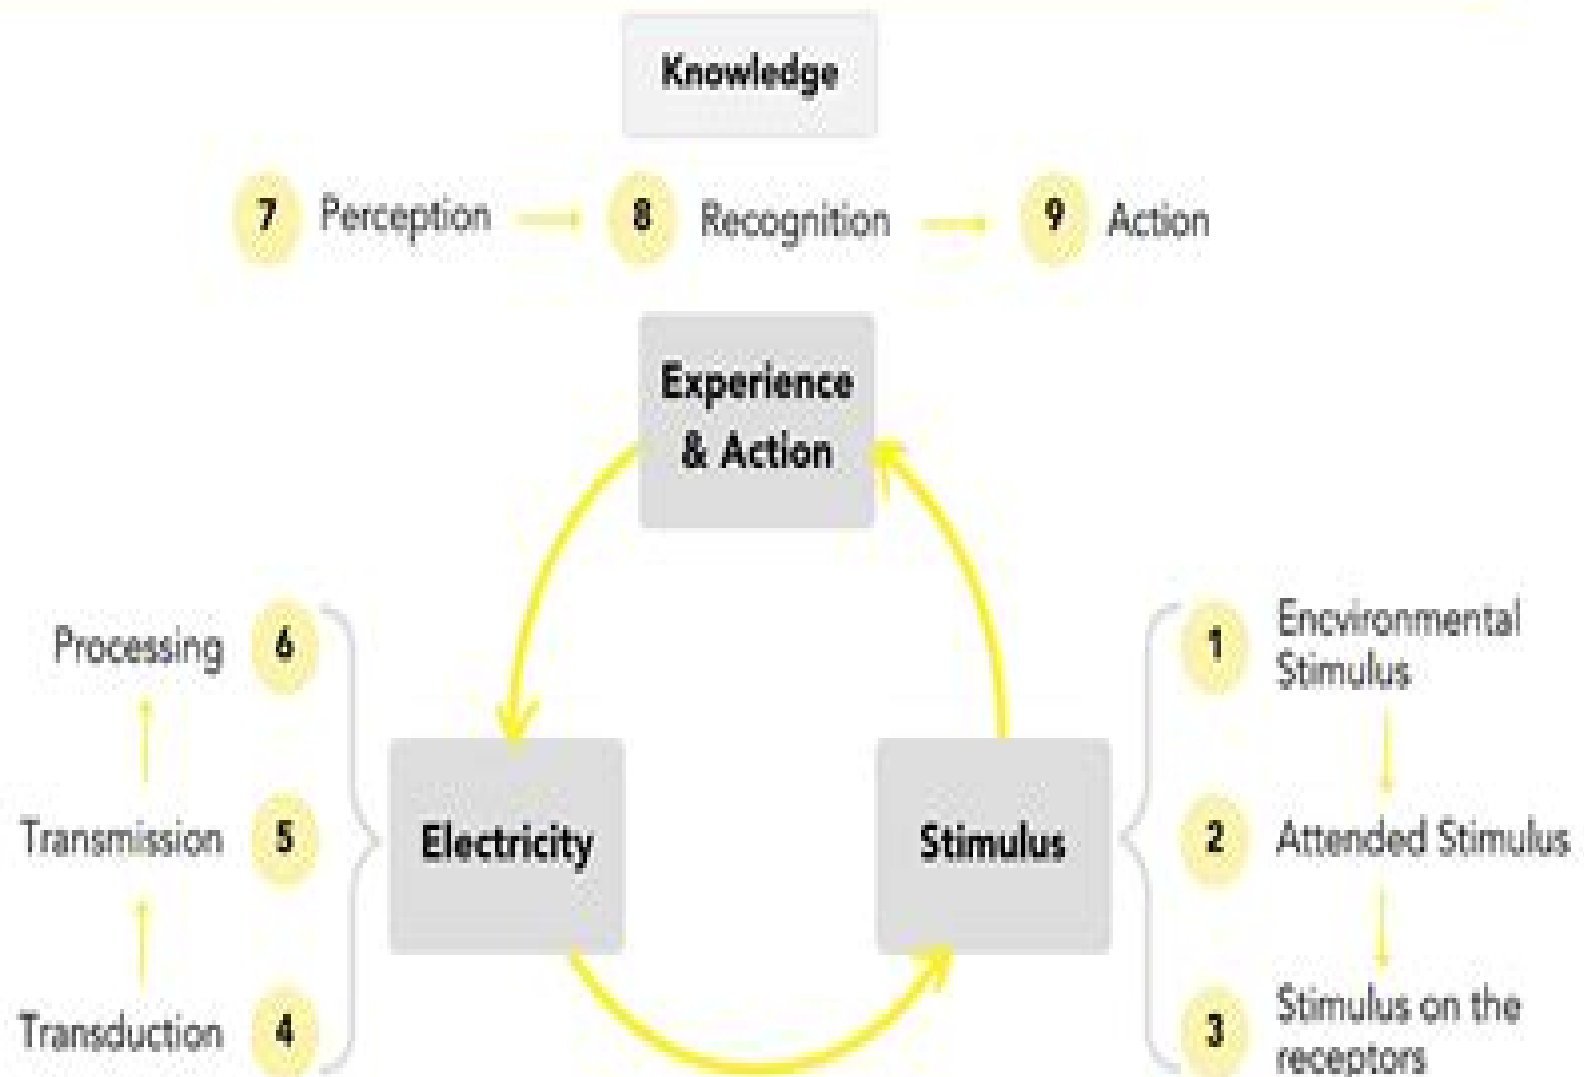 Knowledge
7 Perception 8 Recognition 9 Action
Experience
& Action
Processing 6
Transmission 5
Transduction 4
Electricity
Stimulus
1 Encvironmental
Stimulus
2 Attended Stimulus
3 Stimulus on the
receptors